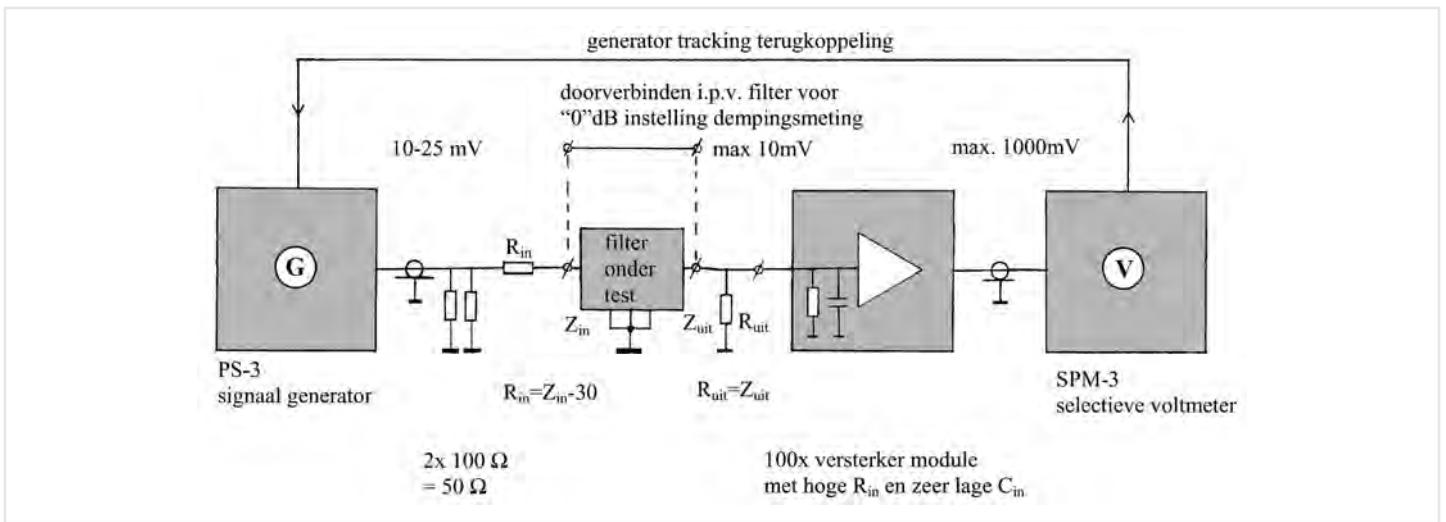 generator tracking terugkoppeling
doorverbinden i.p.v. filter voor
“0”dB instelling dempingsmeting
10-25 mV
max 10mV
max. 1000mV
G
R_in
filter
onder
test
Z_in
Z_uit
R_uit
V
PS-3
signaal generator
R_in=Z_in-30
R_uit=Z_uit
SPM-3
selectieve voltmeter
2x 100 Ω
= 50 Ω
100x versterker module
met hoge R_in en zeer lage C_in